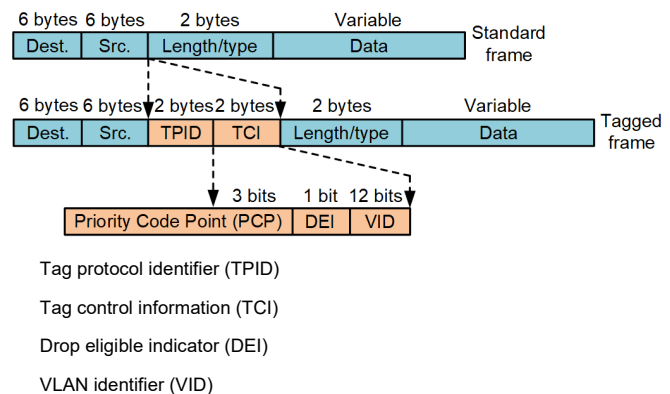 6 bytes 6 bytes 2 bytes Variable
Dest. Src. Length/type Data
Standard
frame
6 bytes 6 bytes 2 bytes 2 bytes 2 bytes Variable
Dest. Src. TPID TCI Length/type Data
Tagged
frame
3 bits 1 bit 12 bits
Priority Code Point (PCP) DEI VID
Tag protocol identifier (TPID)
Tag control information (TCI)
Drop eligible indicator (DEI)
VLAN identifier (VID)